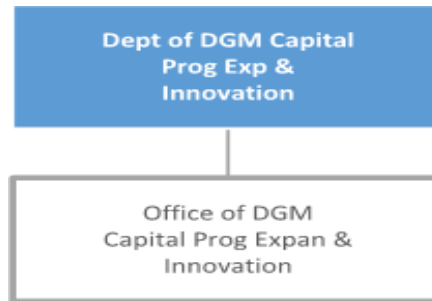 Dept of DGM Capital
Prog Exp &
Innovation
Office of DGM
Capital Prog Expan &
Innovation